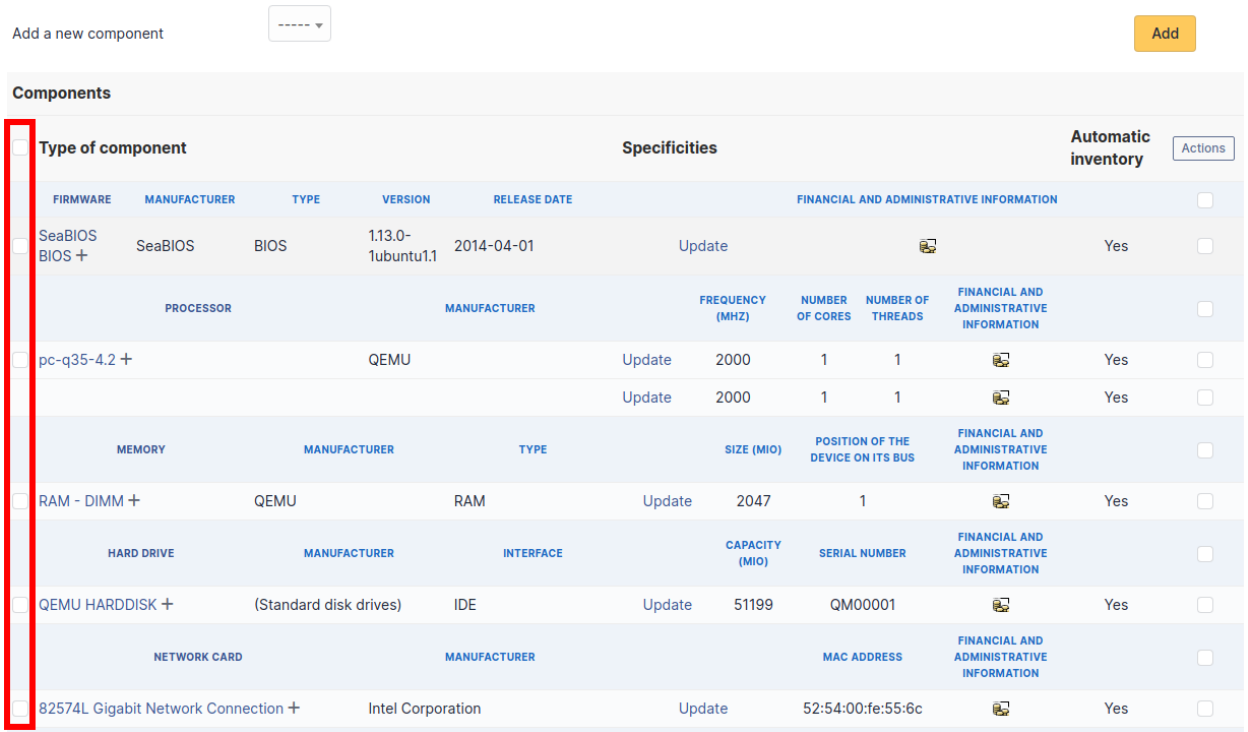 Add a new component ----- Add
Components
Type of component Specificities Automatic inventory Actions
FIRMWARE MANUFACTURER TYPE VERSION RELEASE DATE FINANCIAL AND ADMINISTRATIVE INFORMATION
SeaBIOS BIOS + SeaBIOS BIOS 1.13.0-1ubuntu1.1 2014-04-01 Update Yes
PROCESSOR MANUFACTURER FREQUENCY (MHZ) NUMBER OF CORES NUMBER OF THREADS FINANCIAL AND ADMINISTRATIVE INFORMATION
pc-q35-4.2 + QEMU Update 2000 1 1 Yes
Update 2000 1 1 Yes
MEMORY MANUFACTURER TYPE SIZE (MIO) POSITION OF THE DEVICE ON ITS BUS FINANCIAL AND ADMINISTRATIVE INFORMATION
RAM - DIMM + QEMU RAM Update 2047 1 Yes
HARD DRIVE MANUFACTURER INTERFACE CAPACITY (MIO) SERIAL NUMBER FINANCIAL AND ADMINISTRATIVE INFORMATION
QEMU HARDDISK + (Standard disk drives) IDE Update 51199 QM00001 Yes
NETWORK CARD MANUFACTURER MAC ADDRESS FINANCIAL AND ADMINISTRATIVE INFORMATION
82574L Gigabit Network Connection + Intel Corporation Update 52:54:00:fe:55:6c Yes